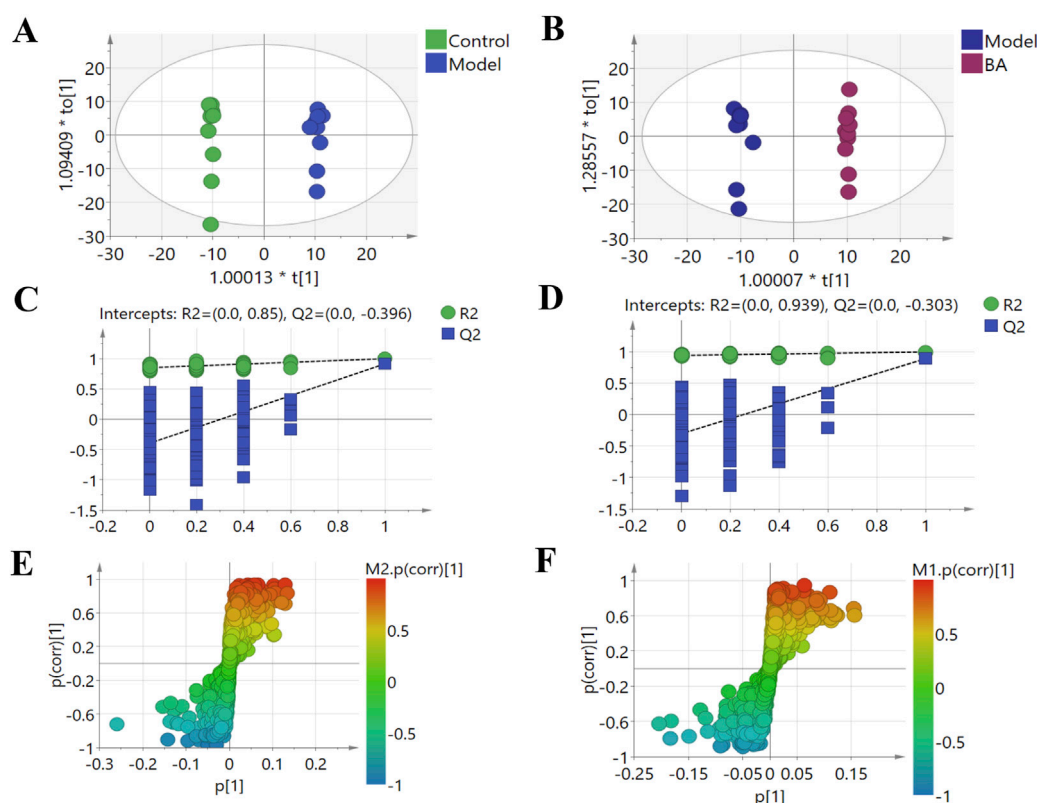 A
Control
Model
20
10
0
-10
-20
-30
-30 -20 -10 0 10 20
1.09409 * to[1]
1.00013 * t[1]
B
Model
BA
20
10
0
-10
-20
-30
-30 -20 -10 0 10 20
1.28557 * to[1]
1.00007 * t[1]
C
Intercepts: R2=(0.0, 0.85), Q2=(0.0, -0.396)
R2
Q2
1
0.5
0
-0.5
-1
-1.5
-0.2 0 0.2 0.4 0.6 0.8 1
D
Intercepts: R2=(0.0, 0.939), Q2=(0.0, -0.303)
R2
Q2
1
0.5
0
-0.5
-1
-1.5
-0.2 0 0.2 0.4 0.6 0.8 1
E
M2.p(corr)[1]
1
0.6
0.2
-0.2
-0.6
-1
-0.3 -0.2 -0.1 0 0.1 0.2
p(corr)[1]
p[1]
1
0.5
0
-0.5
-1
F
M1.p(corr)[1]
1
0.6
0.2
-0.2
-0.6
-1
-0.25 -0.15 -0.05 0 0.05 0.15
p(corr)[1]
p[1]
1
0.5
0
-0.5
-1